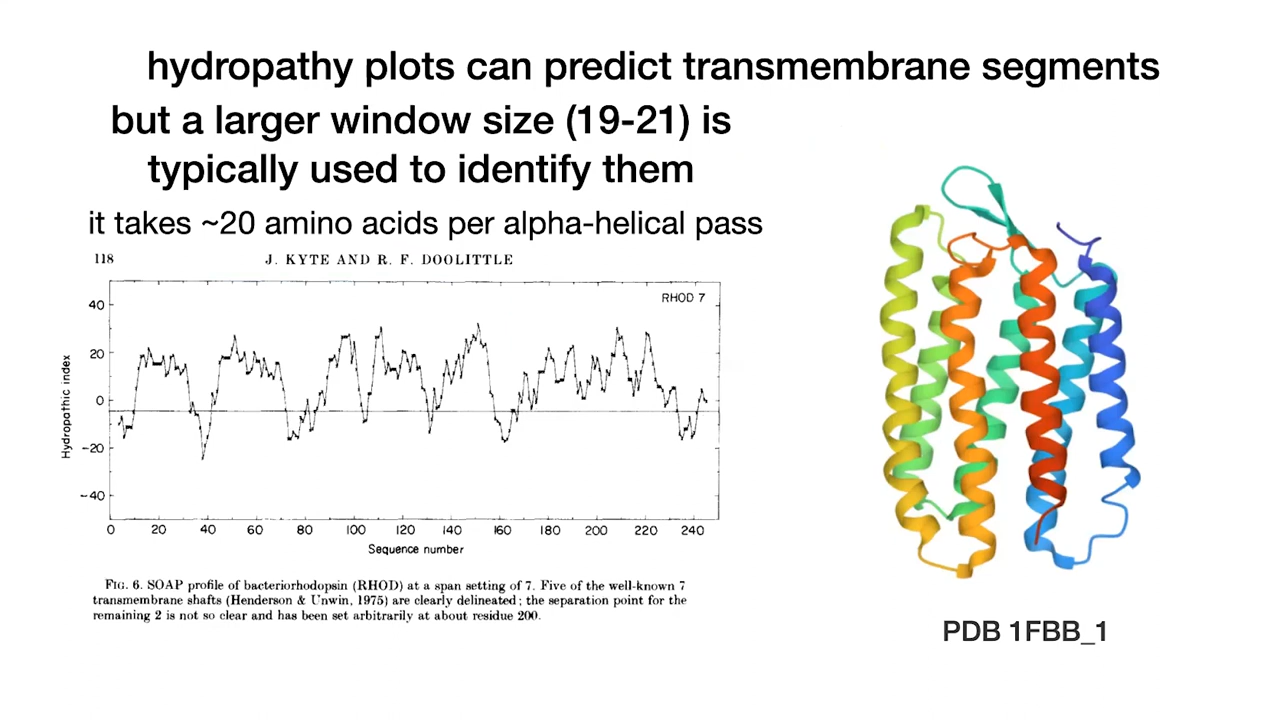 hydropathy plots can predict transmembrane segments
but a larger window size (19-21) is
typically used to identify them
it takes ~20 amino acids per alpha-helical pass
118 J. KYTE AND R. F. DOOLITTLE
RHOD 7
40
20
0
−20
−40
Hydropathic index
0 20 40 60 80 100 120 140 160 180 200 220 240
Sequence number
FIG. 6. SOAP profile of bacteriorhodopsin (RHOD) at a span setting of 7. Five of the well-known 7
transmembrane shafts (Henderson & Unwin, 1975) are clearly delineated; the separation point for the
remaining 2 is not so clear and has been set arbitrarily at about residue 200.
PDB 1FBB_1